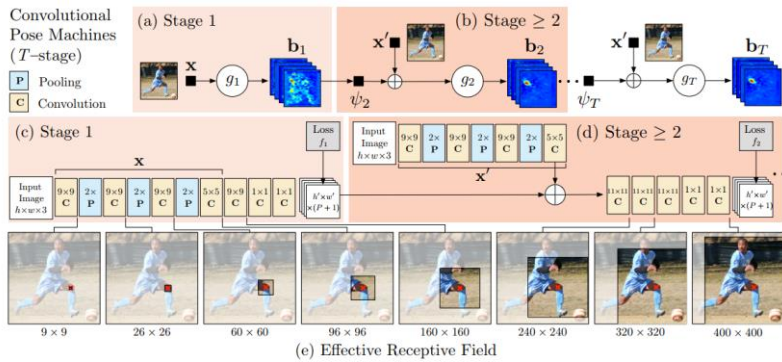 Convolutional
Pose Machines
(T–stage)
P Pooling
C Convolution
(a) Stage 1
x
g₁
b₁
(b) Stage ≥ 2
x′
x′
ψ₂
g₂
b₂
ψ_T
g_T
b_T
(c) Stage 1
x
Loss
f₁
Input
Image
h×w×3
9×9
C
2×
P
9×9
C
2×
P
9×9
C
2×
P
5×5
C
9×9
C
1×1
C
1×1
C
h′×w′
×(P+1)
(d) Stage ≥ 2
Input
Image
h×w×3
9×9
C
2×
P
9×9
C
2×
P
9×9
C
2×
P
5×5
C
x′
11×11
C
11×11
C
11×11
C
1×1
C
1×1
C
Loss
f₂
h′×w′
×(P+1)
9 × 9
26 × 26
60 × 60
96 × 96
160 × 160
240 × 240
320 × 320
400 × 400
(e) Effective Receptive Field